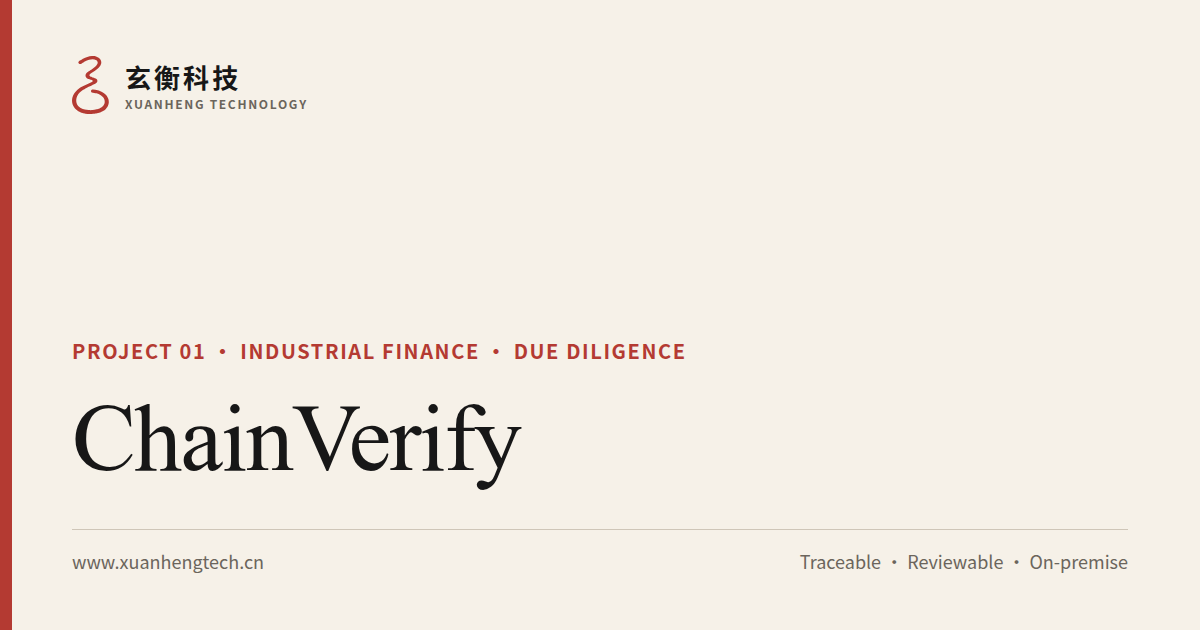 玄衡科技
XUANHENG TECHNOLOGY
PROJECT 01 • INDUSTRIAL FINANCE • DUE DILIGENCE
ChainVerify
www.xuanhengtech.cn
Traceable • Reviewable • On-premise